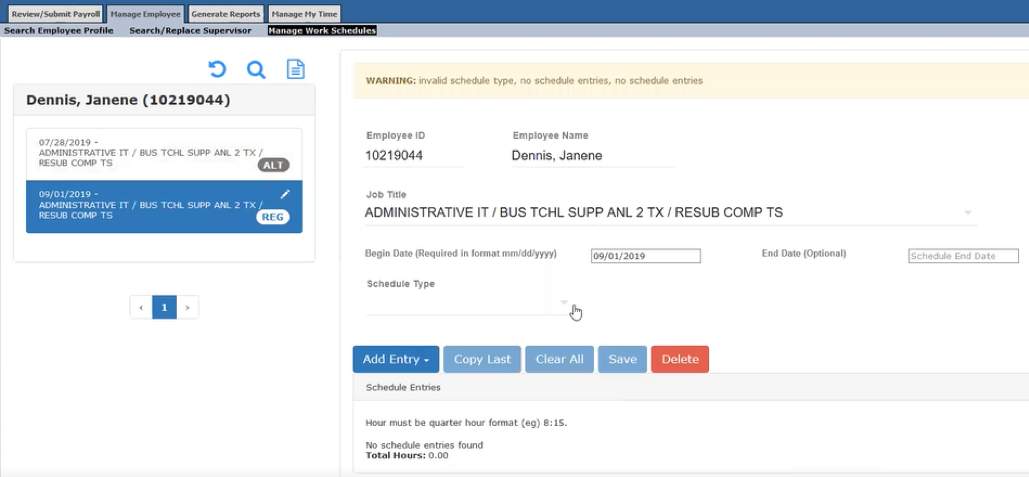 Review/Submit Payroll Manage Employee Generate Reports Manage My Time
Search Employee Profile Search/Replace Supervisor Manage Work Schedules
Dennis, Janene (10219044)
07/28/2019 -
ADMINISTRATIVE IT / BUS TCHL SUPP ANL 2 TX /
RESUB COMP TS
ALT
09/01/2019 -
ADMINISTRATIVE IT / BUS TCHL SUPP ANL 2 TX /
RESUB COMP TS
REG
‹ 1 ›
WARNING: invalid schedule type, no schedule entries, no schedule entries
Employee ID Employee Name
10219044 Dennis, Janene
Job Title
ADMINISTRATIVE IT / BUS TCHL SUPP ANL 2 TX / RESUB COMP TS
Begin Date (Required in format mm/dd/yyyy) 09/01/2019 End Date (Optional) Schedule End Date
Schedule Type
Add Entry Copy Last Clear All Save Delete
Schedule Entries
Hour must be quarter hour format (eg) 8:15.
No schedule entries found
Total Hours: 0.00